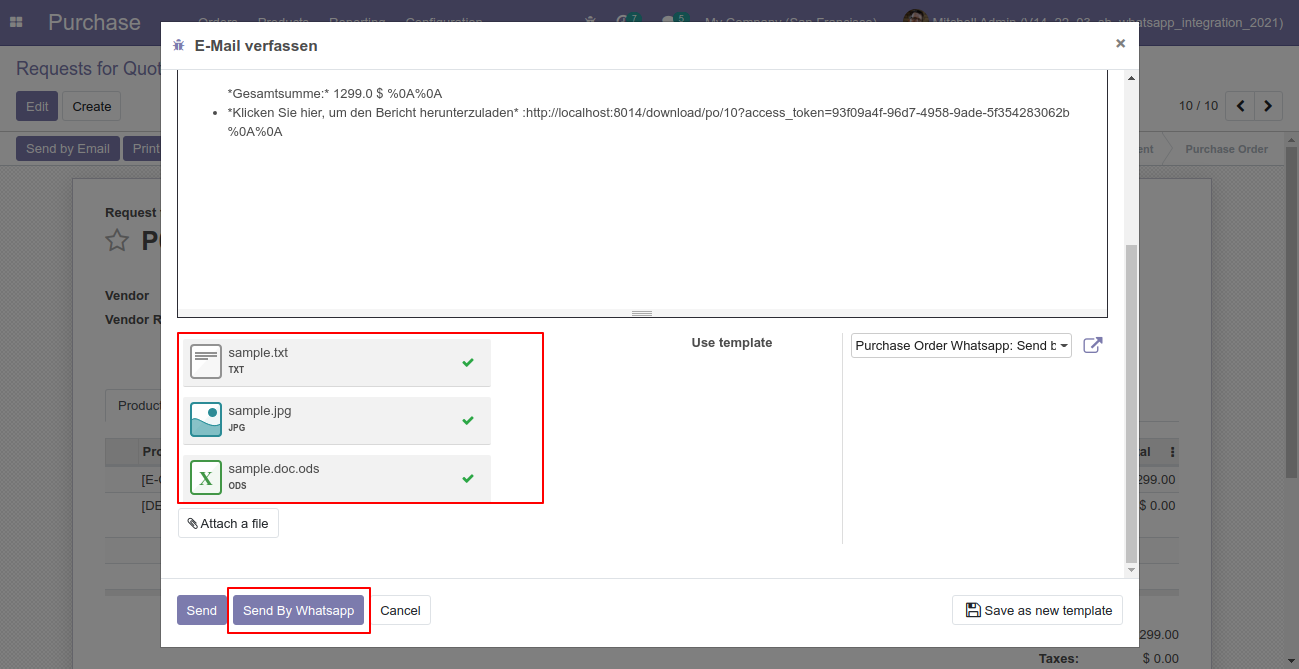 Purchase
Orders Products Reporting Configuration 7 5 My Company (San Francisco) Mitchell Admin (V14_22_03_sh_whatsapp_integration_2021)
E-Mail verfassen ×
Requests for Quot
Edit Create
10 / 10
Send by Email Print
Purchase Order
*Gesamtsumme:* 1299.0 $ %0A%0A
• *Klicken Sie hier, um den Bericht herunterzuladen* :http://localhost:8014/download/po/10?access_token=93f09a4f-96d7-4958-9ade-5f354283062b
%0A%0A
Request
P
Vendor
Vendor R
sample.txt
TXT
Use template
Purchase Order Whatsapp: Send b
Product
sample.jpg
JPG
Pro
al
[E-
299.00
[DE
$ 0.00
X
sample.doc.ods
ODS
Attach a file
Send Send By Whatsapp Cancel
Save as new template
299.00
Taxes: $ 0.00